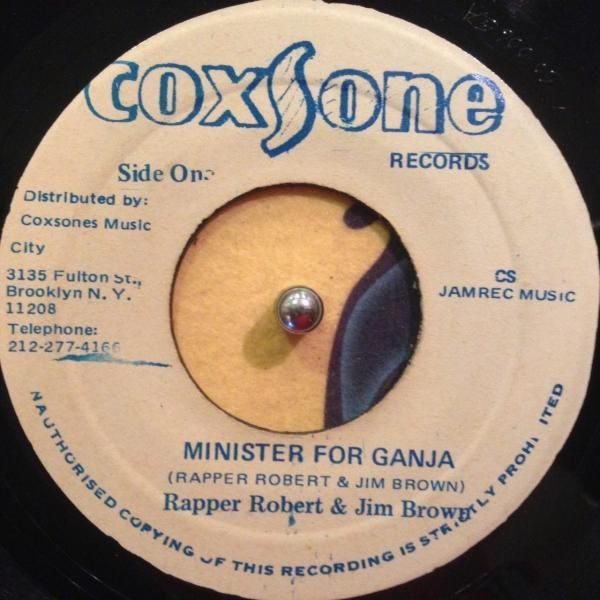 coxsone
RECORDS
Side One
Distributed by:
Coxsones Music
City
3135 Fulton St.,
Brooklyn N. Y.
11208
Telephone:
212-277-4166
CS
JAMREC MUSIC
MINISTER FOR GANJA
(RAPPER ROBERT & JIM BROWN)
Rapper Robert & Jim Brown
NAUTHORISED COPYING OF THIS RECORDING IS STRICTLY PROHIBITED